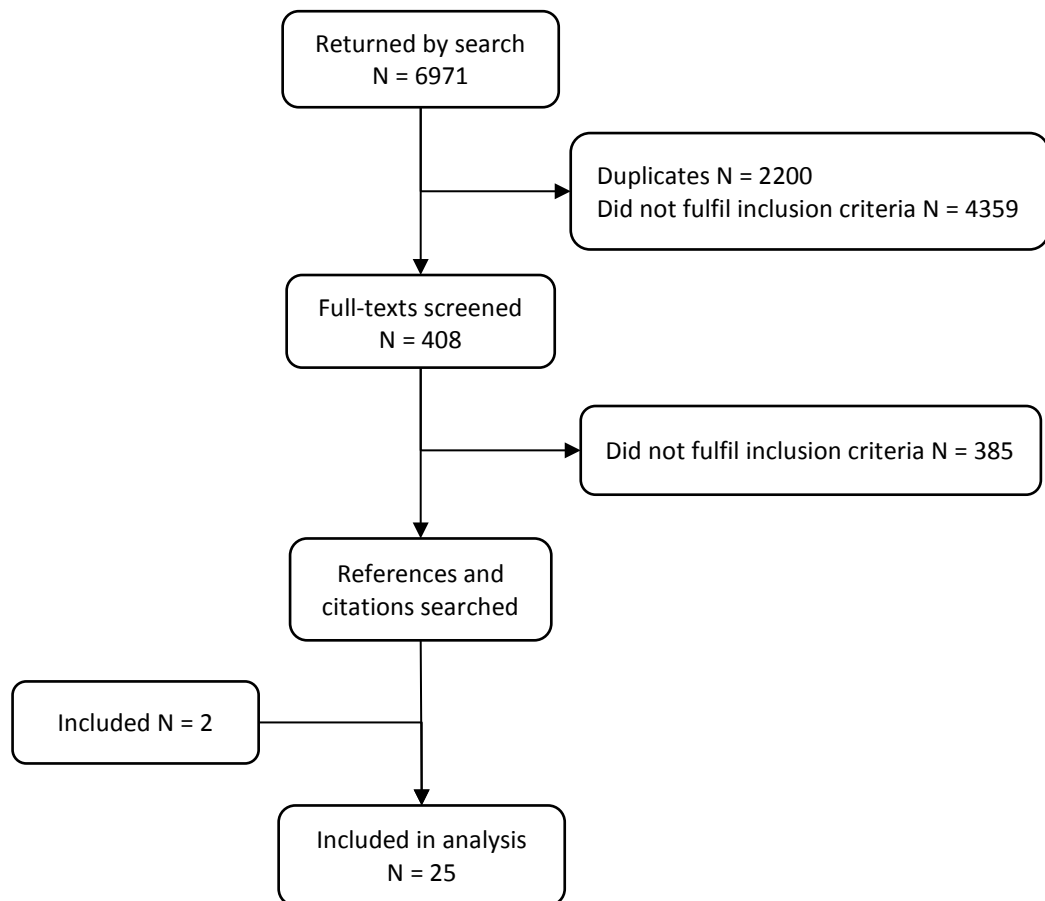 Returned by search
N = 6971
Duplicates N = 2200
Did not fulfil inclusion criteria N = 4359
Full-texts screened
N = 408
Did not fulfil inclusion criteria N = 385
References and
citations searched
Included N = 2
Included in analysis
N = 25